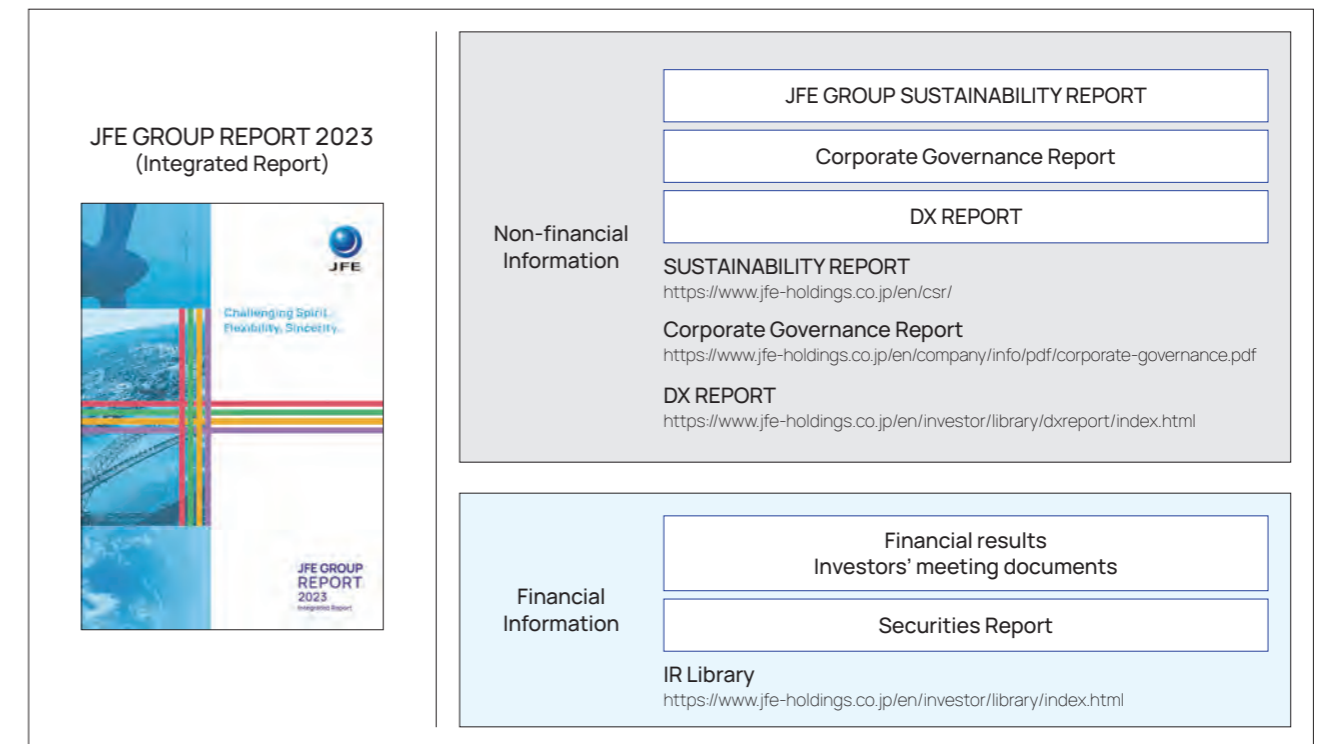 JFE GROUP REPORT 2023
(Integrated Report)
JFE
Challenging Spirit.
Flexibility, Sincerity.
JFE GROUP
REPORT
2023
Integrated Report
Non-financial
Information
JFE GROUP SUSTAINABILITY REPORT
Corporate Governance Report
DX REPORT
SUSTAINABILITY REPORT
https://www.jfe-holdings.co.jp/en/csr/
Corporate Governance Report
https://www.jfe-holdings.co.jp/en/company/info/pdf/corporate-governance.pdf
DX REPORT
https://www.jfe-holdings.co.jp/en/investor/library/dxreport/index.html
Financial
Information
Financial results
Investors’ meeting documents
Securities Report
IR Library
https://www.jfe-holdings.co.jp/en/investor/library/index.html